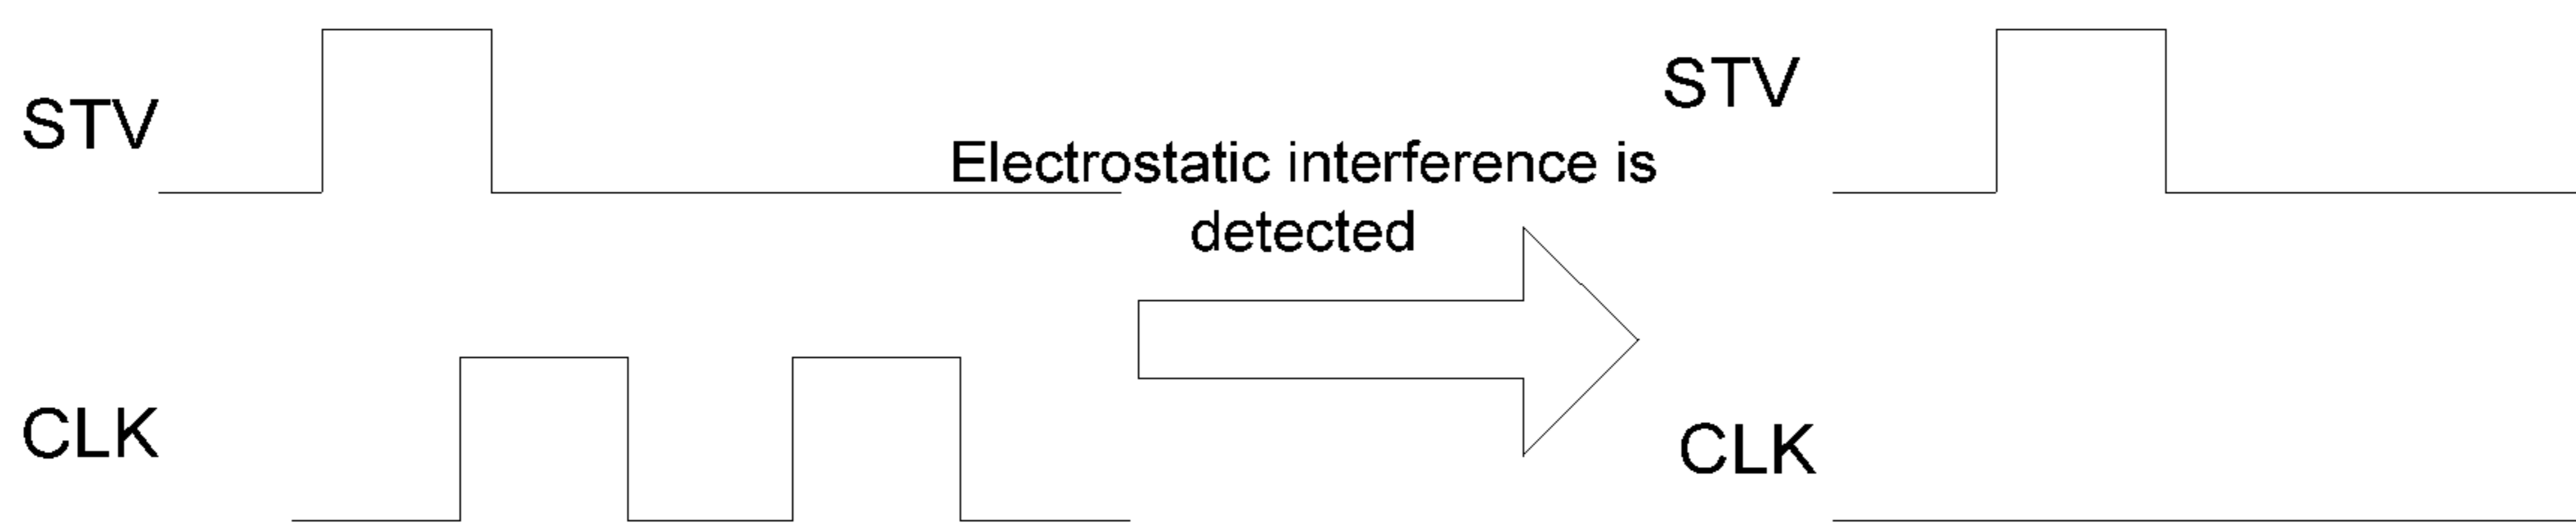 STV
CLK
Electrostatic interference is
detected
STV
CLK